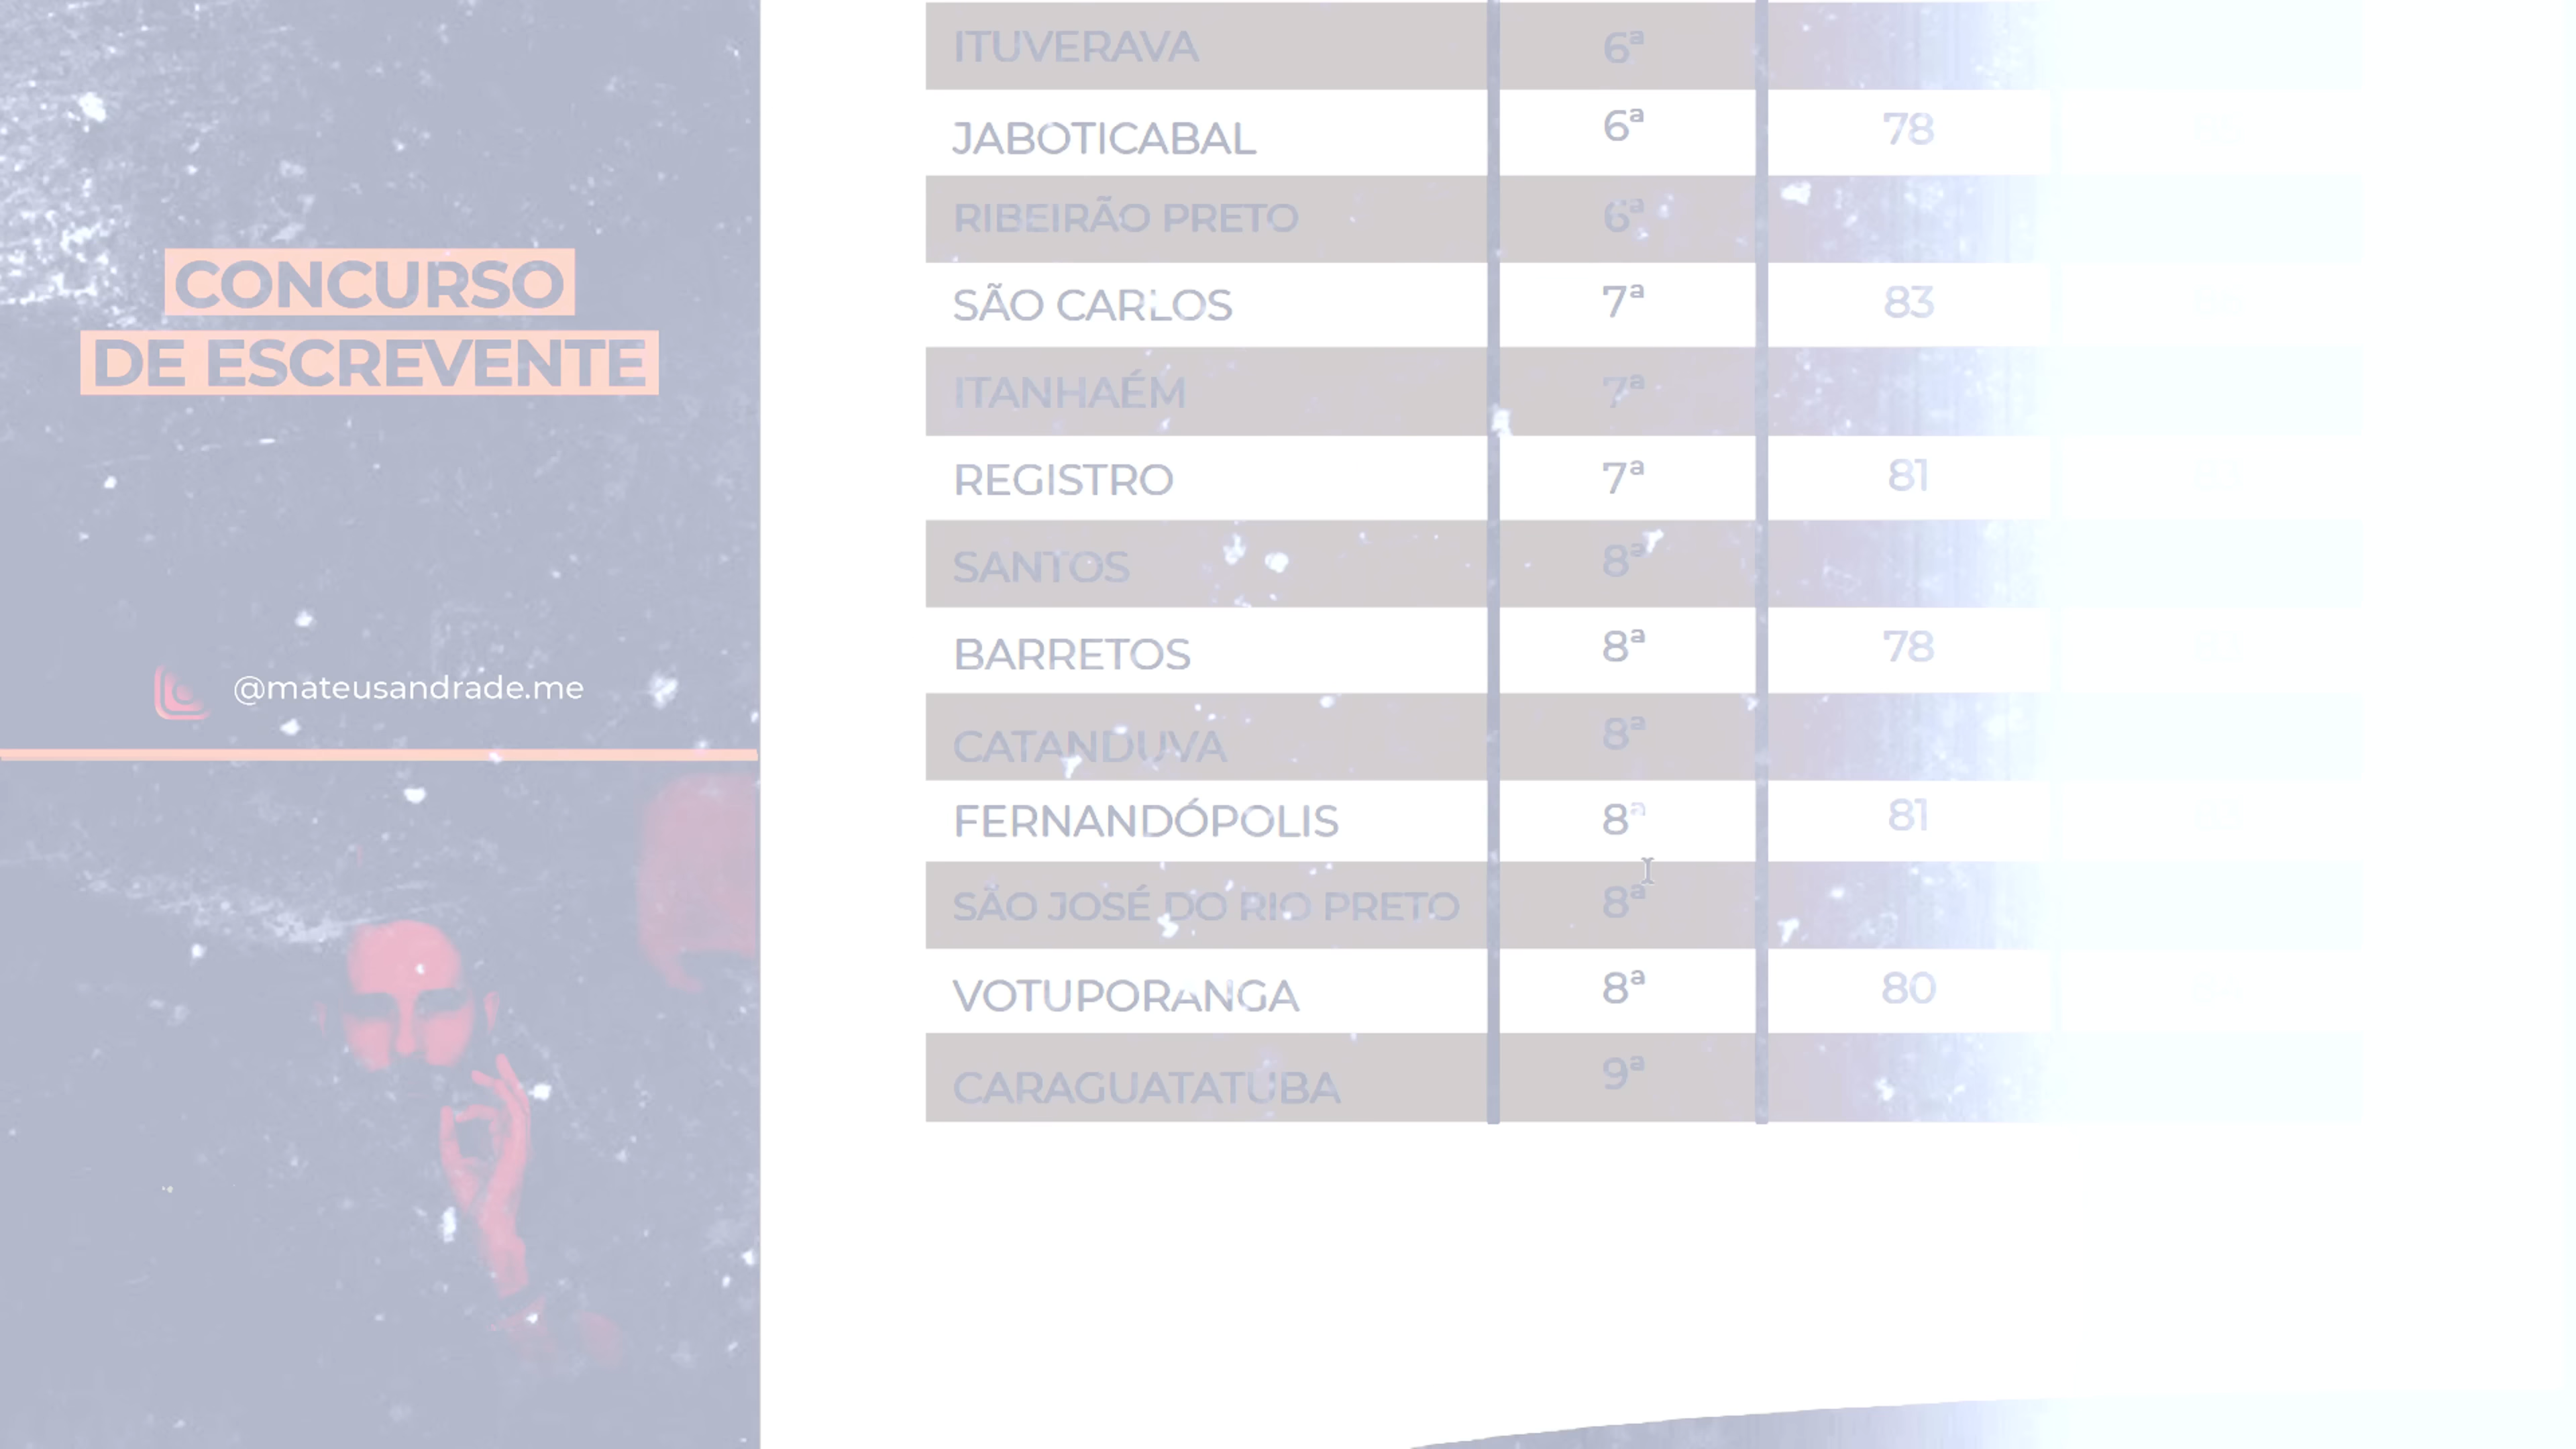 CONCURSO
DE ESCREVENTE
@mateusandrade.me
ITUVERAVA 6ª
JABOTICABAL 6ª 78
RIBEIRÃO PRETO 6ª
SÃO CARLOS 7ª 83
ITANHAÉM 7ª
REGISTRO 7ª 81
SANTOS 8ª
BARRETOS 8ª 78
CATANDUVA 8ª
FERNANDÓPOLIS 8ª 81
SÃO JOSÉ DO RIO PRETO 8ª
VOTUPORANGA 8ª 80
CARAGUATATUBA 9ª